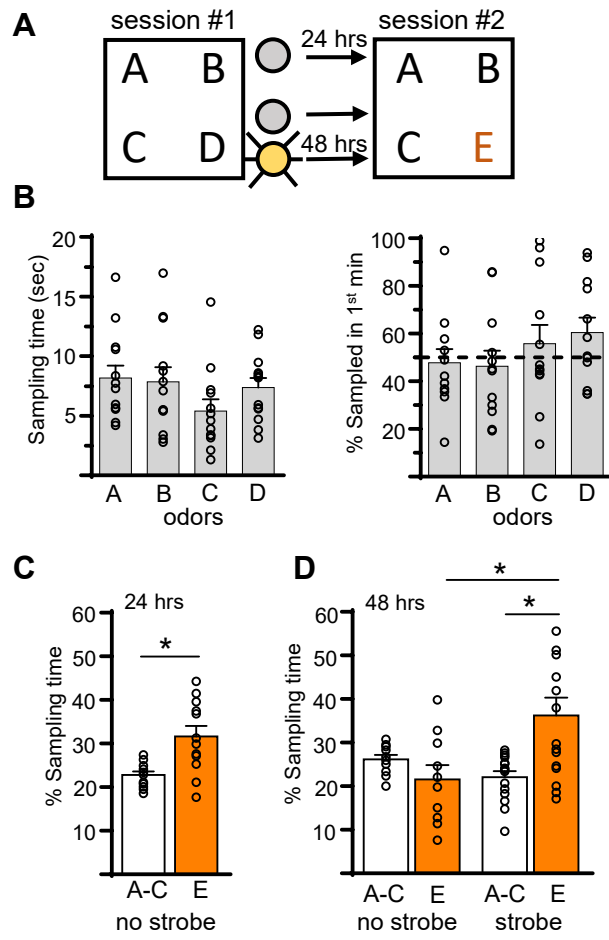 A
session #1
session #2
24 hrs
A B
A B
C D
48 hrs
C E
B
Sampling time (sec)
20
15
10
5
A B C D
odors
% Sampled in 1st min
100
80
60
40
20
A B C D
odors
C
24 hrs
*
% Sampling time
60
50
40
30
20
10
A-C E
no strobe
D
48 hrs
*
*
% Sampling time
60
50
40
30
20
10
A-C E A-C E
no strobe strobe